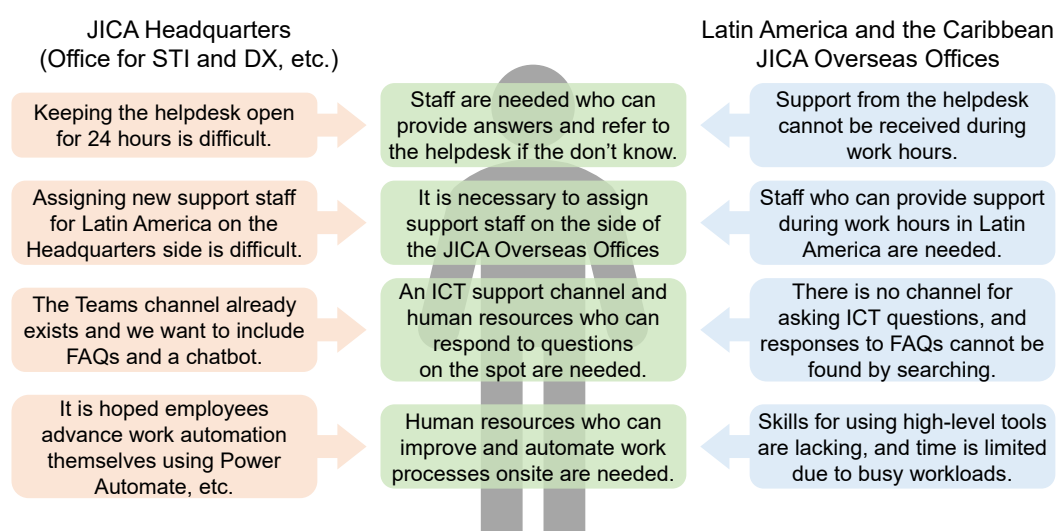 JICA Headquarters
(Office for STI and DX, etc.)
Latin America and the Caribbean
JICA Overseas Offices
Keeping the helpdesk open
for 24 hours is difficult.
Staff are needed who can
provide answers and refer to
the helpdesk if the don’t know.
Support from the helpdesk
cannot be received during
work hours.
Assigning new support staff
for Latin America on the
Headquarters side is difficult.
It is necessary to assign
support staff on the side of
the JICA Overseas Offices
Staff who can provide support
during work hours in Latin
America are needed.
The Teams channel already
exists and we want to include
FAQs and a chatbot.
An ICT support channel and
human resources who can
respond to questions
on the spot are needed.
There is no channel for
asking ICT questions, and
responses to FAQs cannot be
found by searching.
It is hoped employees
advance work automation
themselves using Power
Automate, etc.
Human resources who can
improve and automate work
processes onsite are needed.
Skills for using high-level tools
are lacking, and time is limited
due to busy workloads.